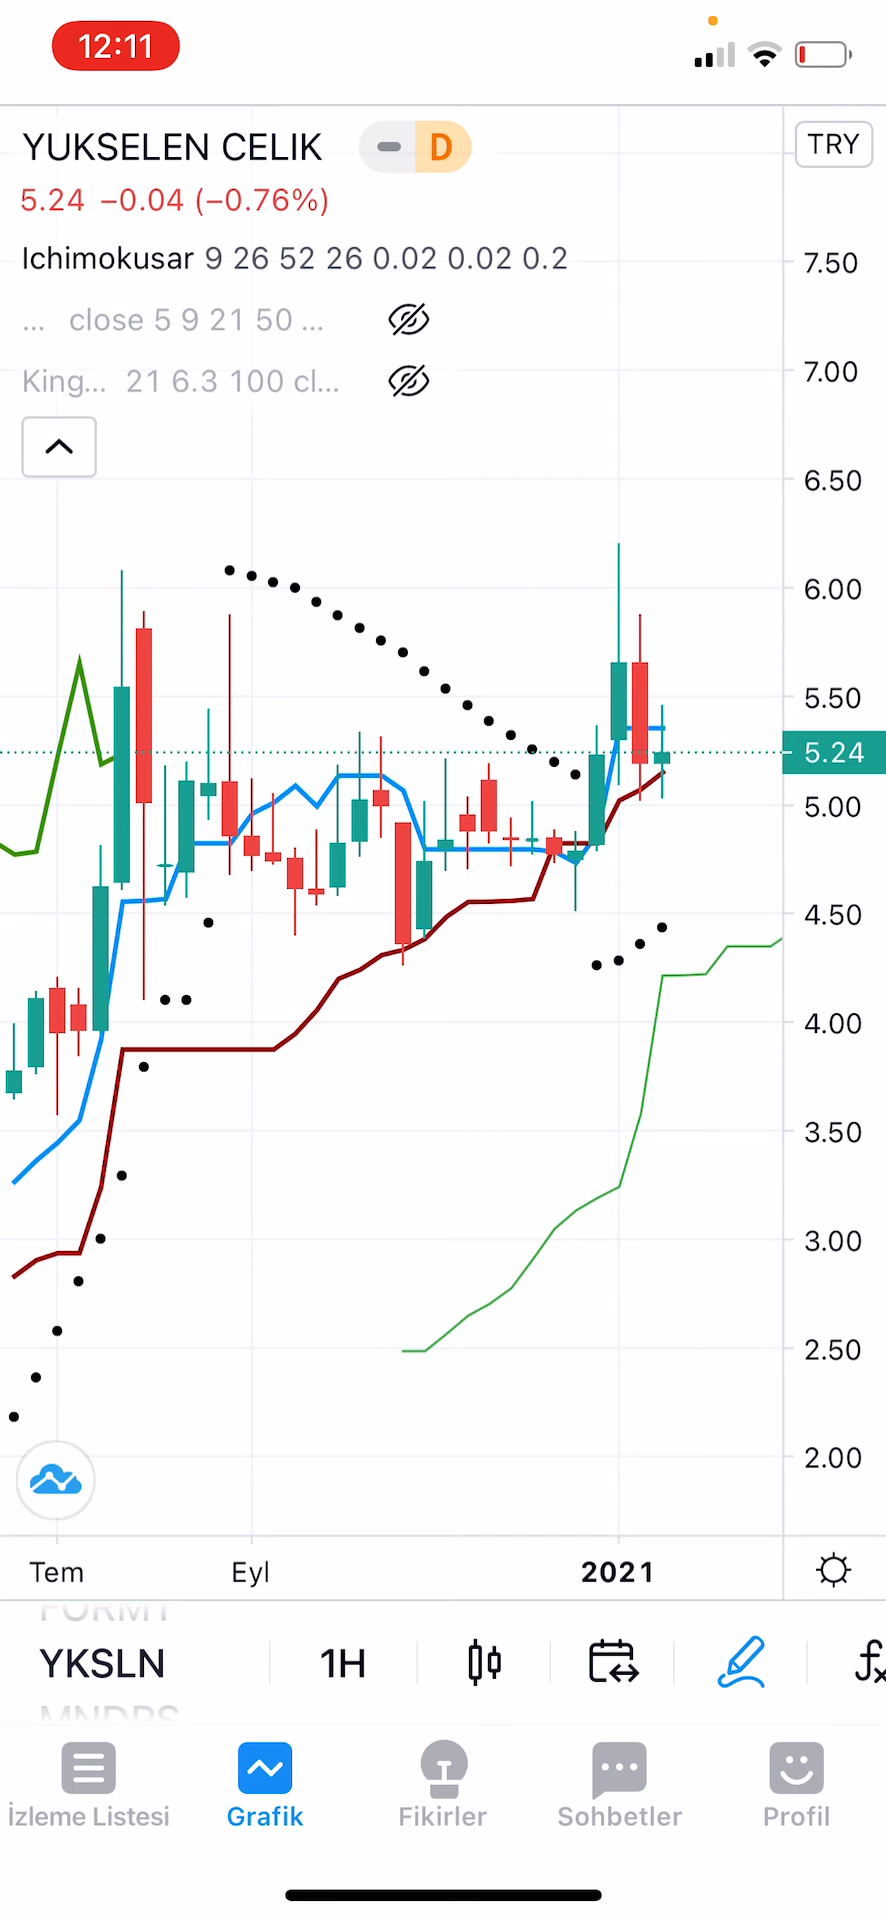 12:11
YUKSELEN CELIK D TRY
5.24 −0.04 (−0.76%)
Ichimokusar 9 26 52 26 0.02 0.02 0.2
... close 5 9 21 50 ...
King... 21 6.3 100 cl...
7.50
7.00
6.50
6.00
5.50
5.24
5.00
4.50
4.00
3.50
3.00
2.50
2.00
Tem Eyl 2021
YKSLN 1H
İzleme Listesi Grafik Fikirler Sohbetler Profil